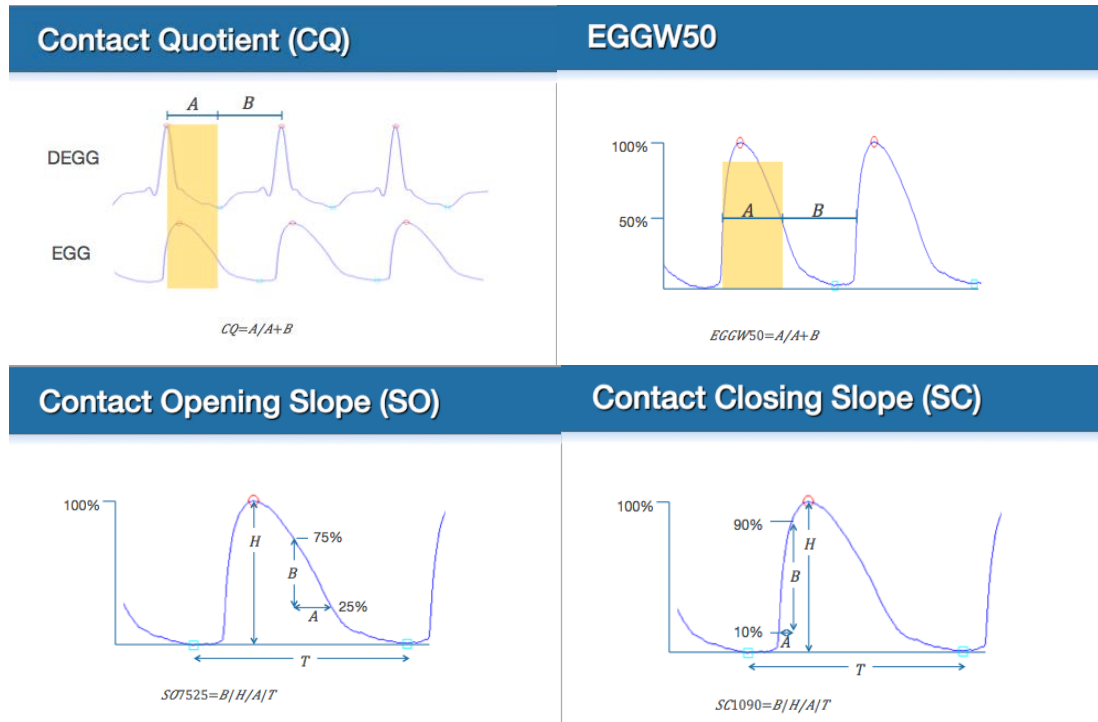 Contact Quotient (CQ)
A B
DEGG
EGG
CQ=A/A+B
EGGW50
100%
50%
A B
EGGW50=A/A+B
Contact Opening Slope (SO)
100%
H
75%
B
25%
A
T
SO7525=B/H/A/T
Contact Closing Slope (SC)
100%
90%
H
B
10%
A
T
SC1090=B/H/A/T